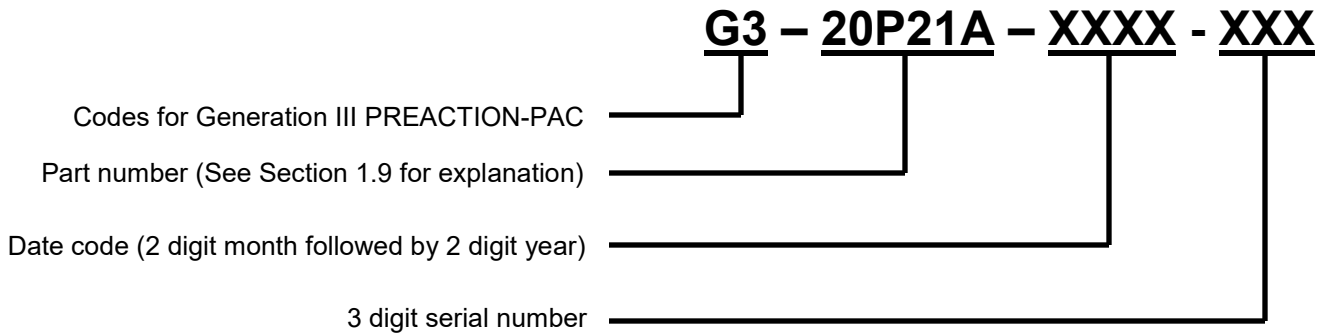 G3 – 20P21A – XXXX - XXX
Codes for Generation III PREACTION-PAC
Part number (See Section 1.9 for explanation)
Date code (2 digit month followed by 2 digit year)
3 digit serial number